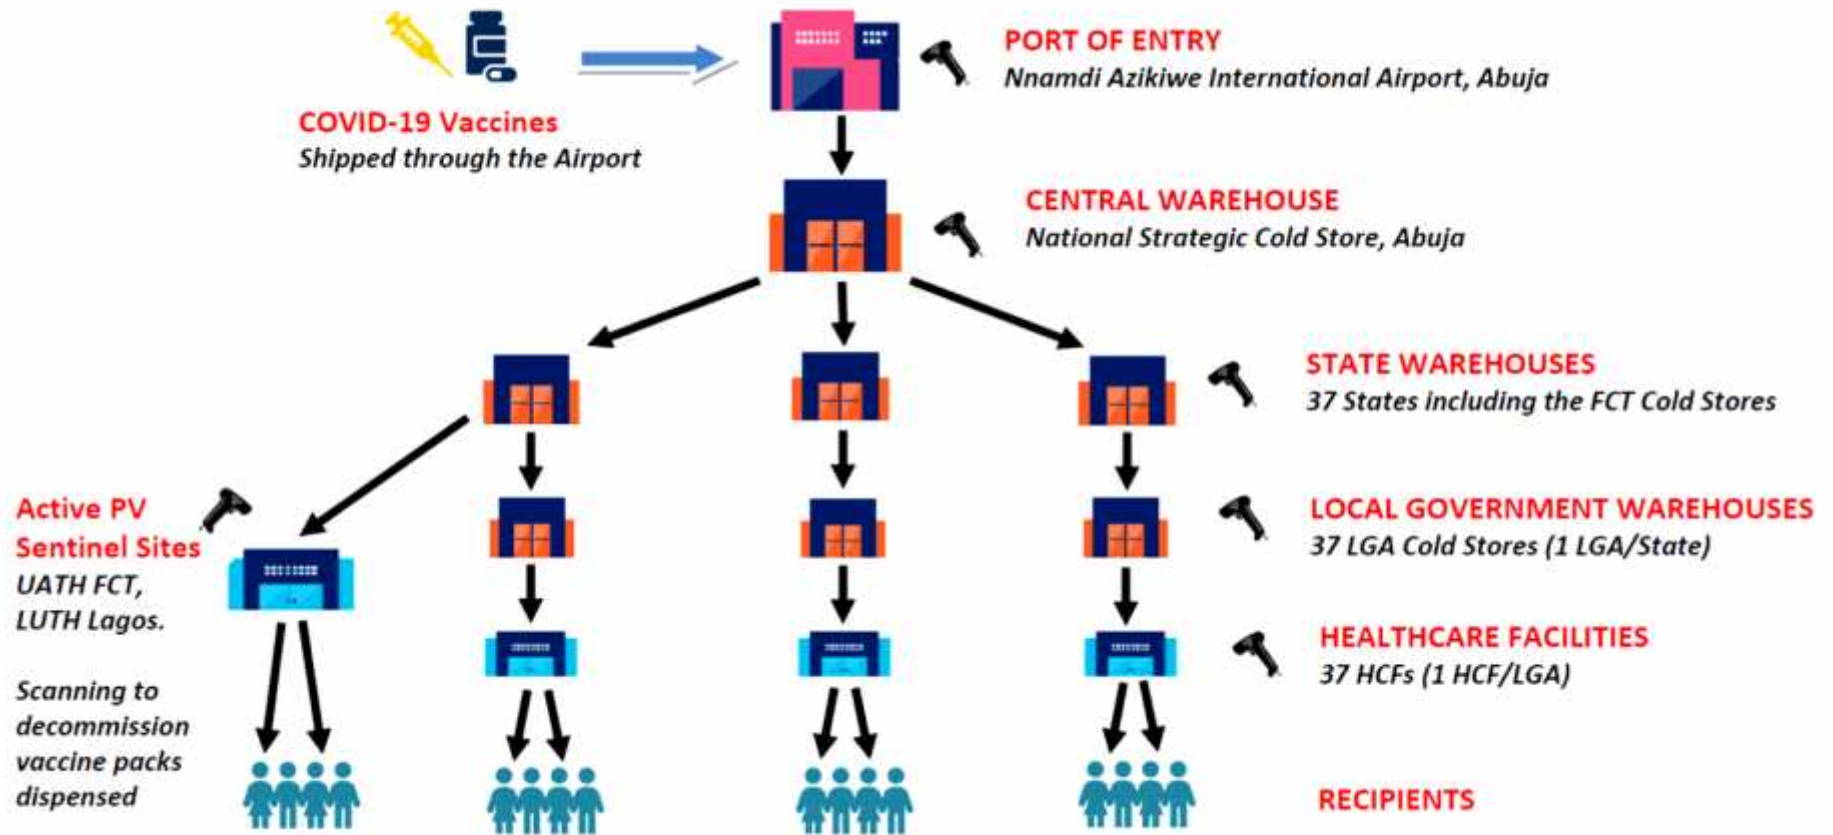 PORT OF ENTRY
Nnamdi Azikiwe International Airport, Abuja
COVID-19 Vaccines
Shipped through the Airport
CENTRAL WAREHOUSE
National Strategic Cold Store, Abuja
STATE WAREHOUSES
37 States including the FCT Cold Stores
Active PV
Sentinel Sites
UATH FCT,
LUTH Lagos.
Scanning to
decommission
vaccine packs
dispensed
LOCAL GOVERNMENT WAREHOUSES
37 LGA Cold Stores (1 LGA/State)
HEALTHCARE FACILITIES
37 HCFs (1 HCF/LGA)
RECIPIENTS